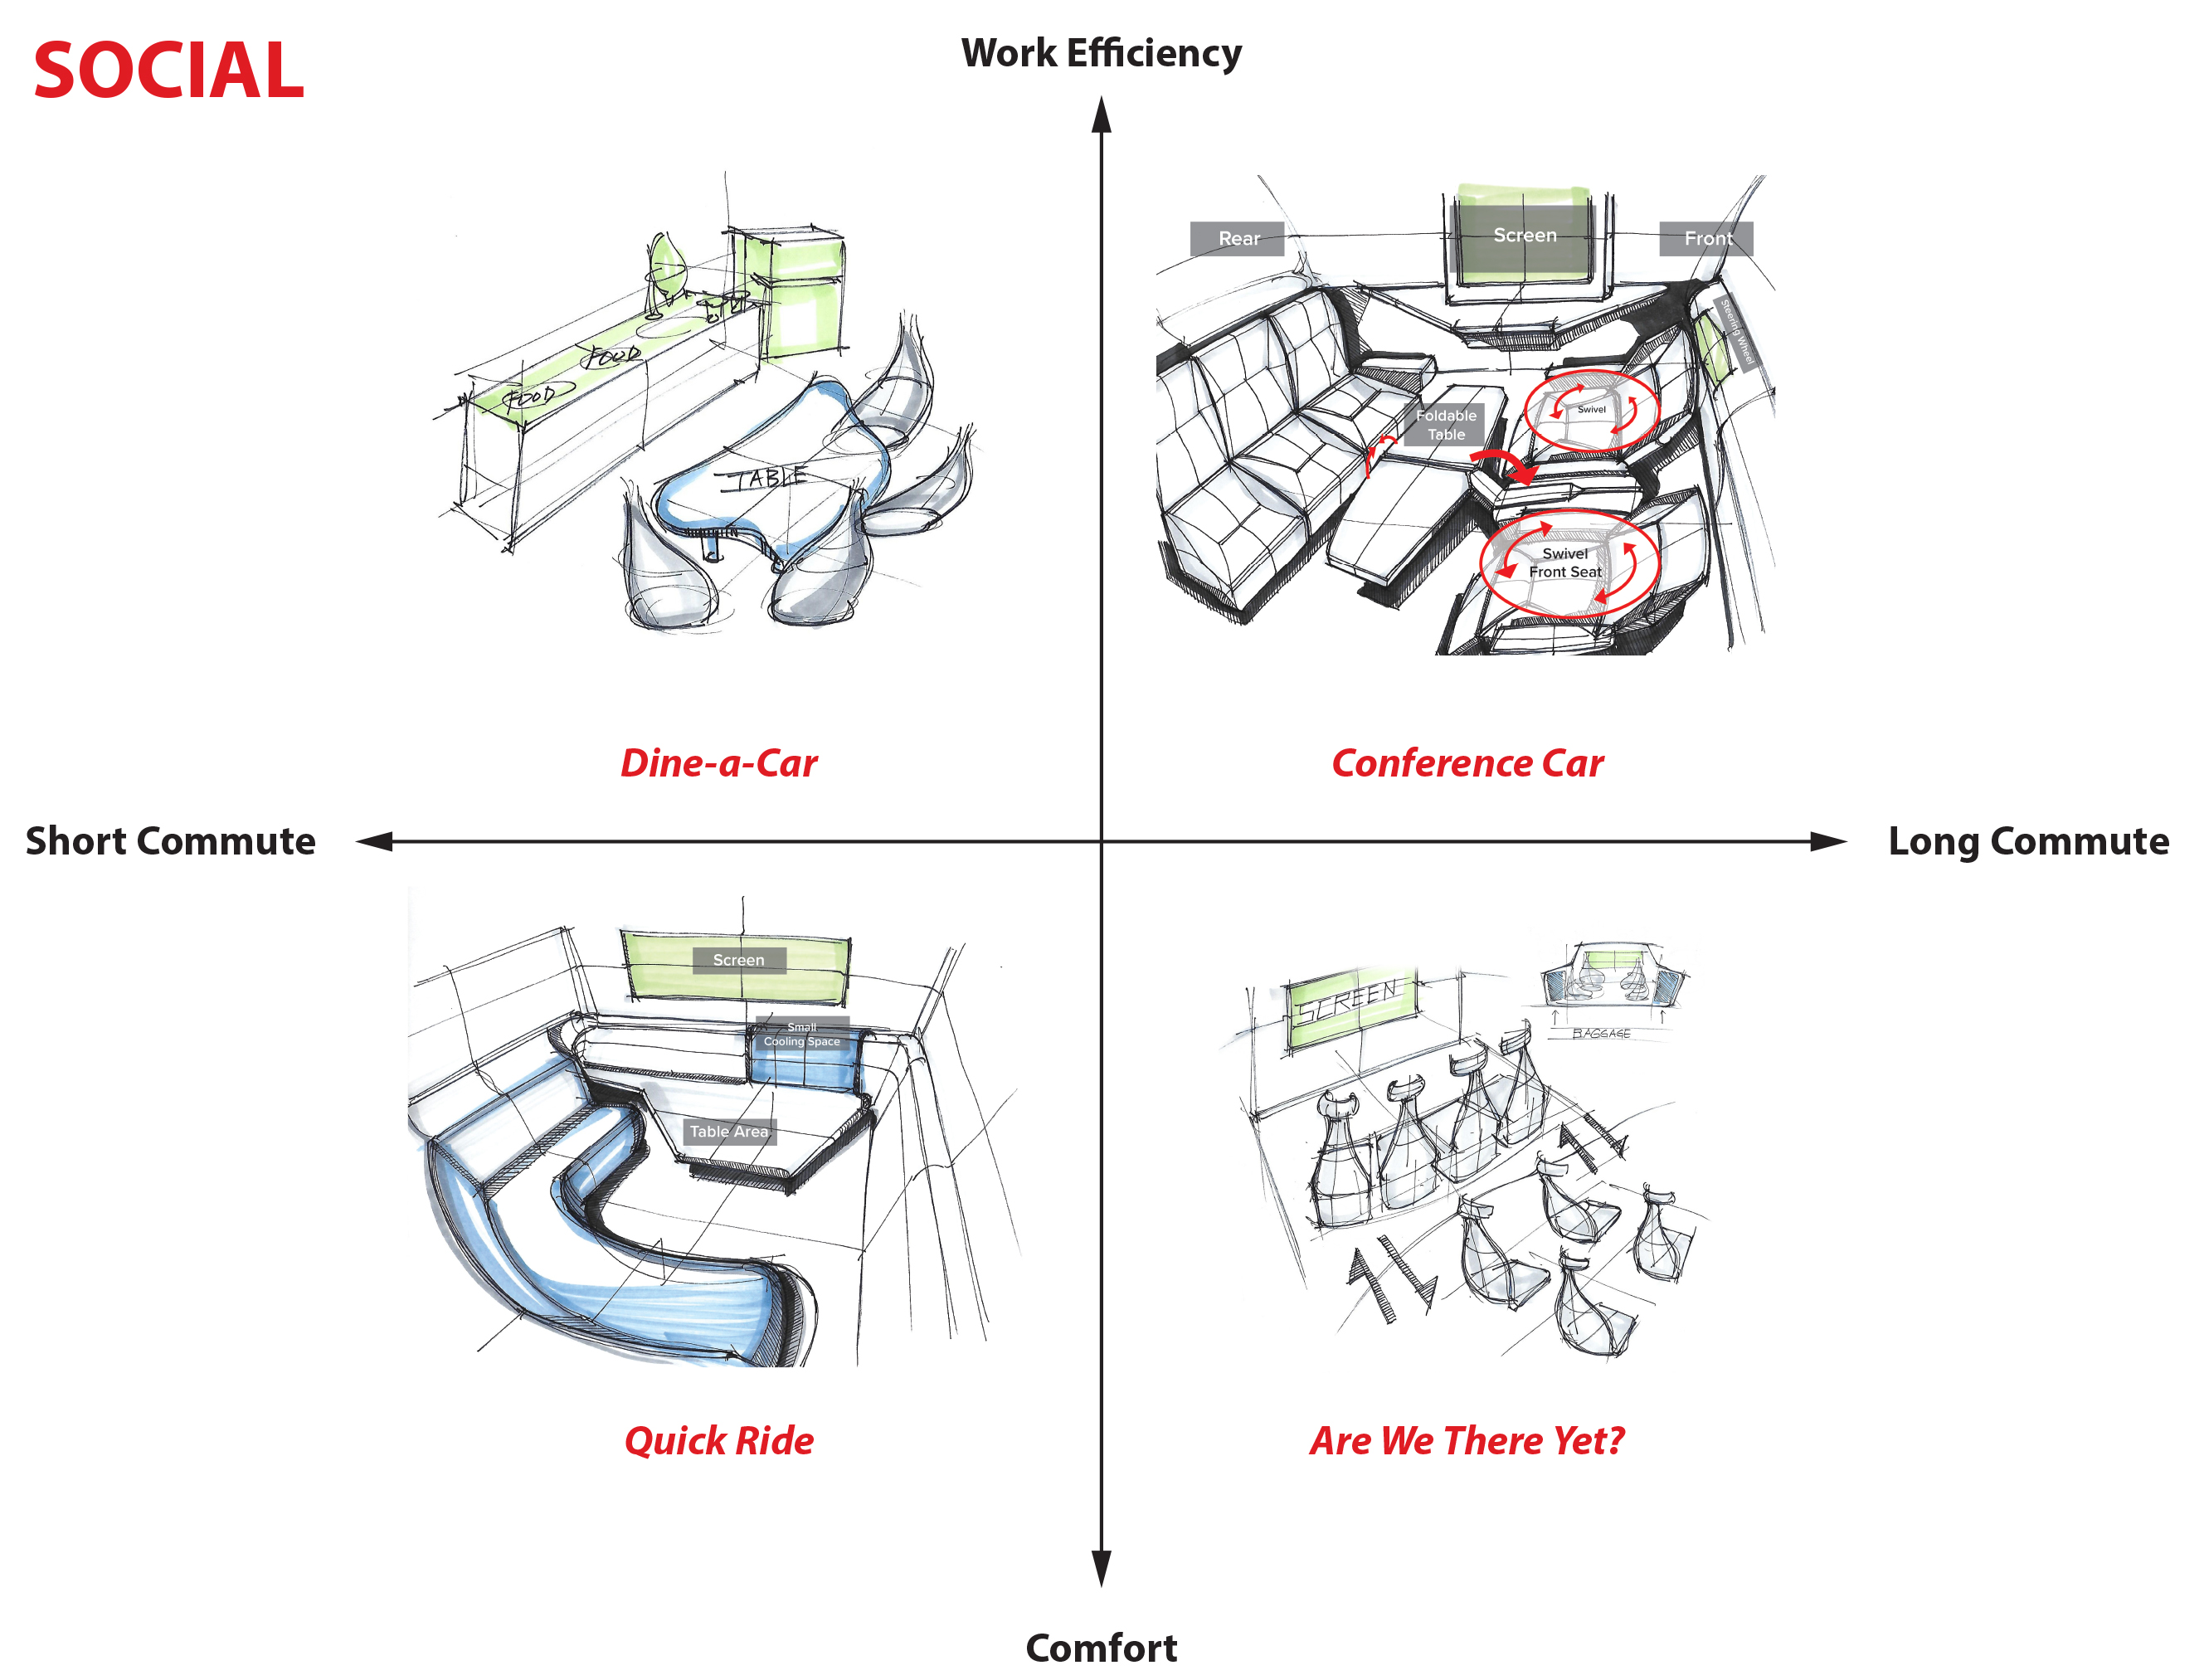 SOCIAL
Work Efficiency
FOOD
FOOD
TABLE
Dine-a-Car
Rear
Screen
Front
Steering Wheel
Swivel
Foldable
Table
Swivel
Front Seat
Conference Car
Short Commute
Long Commute
Screen
Small
Cooling Space
Table Area
Quick Ride
SCREEN
BAGGAGE
Are We There Yet?
Comfort